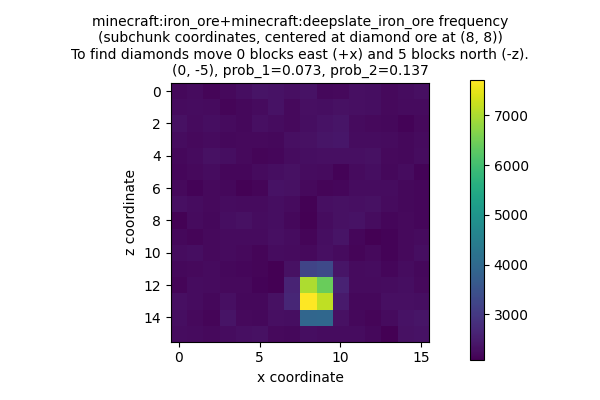 minecraft:iron_ore+minecraft:deepslate_iron_ore frequency
(subchunk coordinates, centered at diamond ore at (8, 8))
To find diamonds move 0 blocks east (+x) and 5 blocks north (-z).
(0, -5), prob_1=0.073, prob_2=0.137
0
2
4
6
8
10
12
14
z coordinate
0
5
10
15
x coordinate
7000
6000
5000
4000
3000